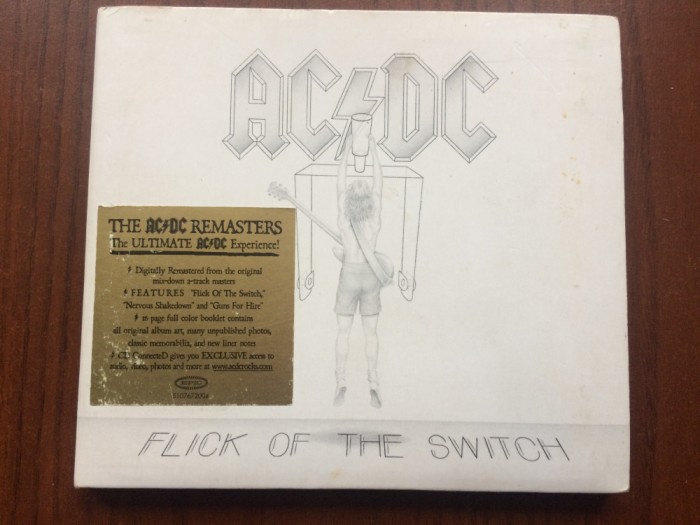 AC⚡DC
THE AC⚡DC REMASTERS
The ULTIMATE AC⚡DC Experience!
Digitally Remastered from the original
mix-down 2-track masters
FEATURES "Flick Of The Switch,"
"Nervous Shakedown" and "Guns For Hire"
16 page full color booklet contains
all original album art, many unpublished photos,
classic memorabilia, and new liner notes
CD ConnecteD gives you EXCLUSIVE access to
audio, video, photos and more at www.acdcrocks.com
FLICK OF THE SWITCH